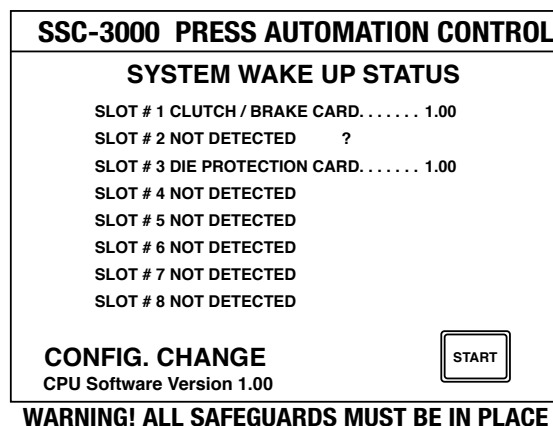 SSC-3000 PRESS AUTOMATION CONTROL
SYSTEM WAKE UP STATUS
SLOT # 1 CLUTCH / BRAKE CARD. . . . . . . 1.00
SLOT # 2 NOT DETECTED ?
SLOT # 3 DIE PROTECTION CARD. . . . . . . 1.00
SLOT # 4 NOT DETECTED
SLOT # 5 NOT DETECTED
SLOT # 6 NOT DETECTED
SLOT # 7 NOT DETECTED
SLOT # 8 NOT DETECTED
CONFIG. CHANGE
START
CPU Software Version 1.00
WARNING! ALL SAFEGUARDS MUST BE IN PLACE